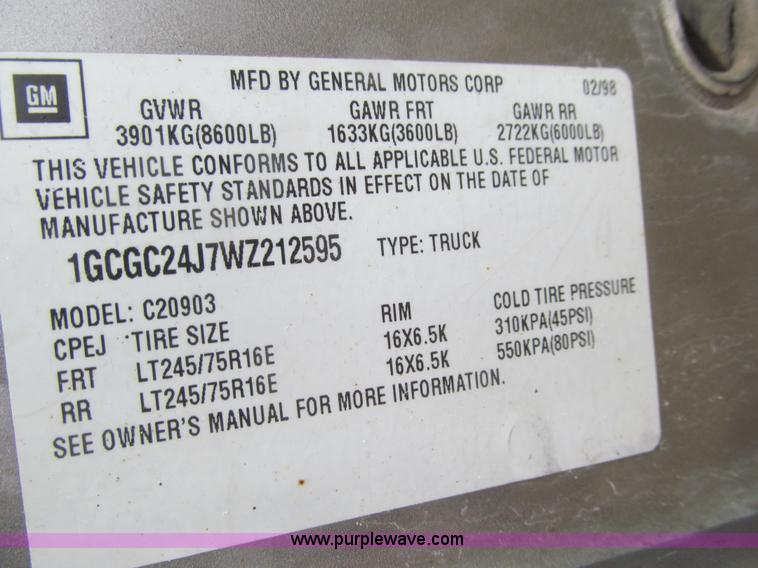 GM
MFD BY GENERAL MOTORS CORP 02/98
GVWR GAWR FRT GAWR RR
3901KG(8600LB) 1633KG(3600LB) 2722KG(6000LB)
THIS VEHICLE CONFORMS TO ALL APPLICABLE U.S. FEDERAL MOTOR
VEHICLE SAFETY STANDARDS IN EFFECT ON THE DATE OF
MANUFACTURE SHOWN ABOVE.
1GCGC24J7WZ212595 TYPE: TRUCK
MODEL: C20903
CPEJ TIRE SIZE RIM COLD TIRE PRESSURE
FRT LT245/75R16E 16X6.5K 310KPA(45PSI)
RR LT245/75R16E 16X6.5K 550KPA(80PSI)
SEE OWNER'S MANUAL FOR MORE INFORMATION.
www.purplewave.com